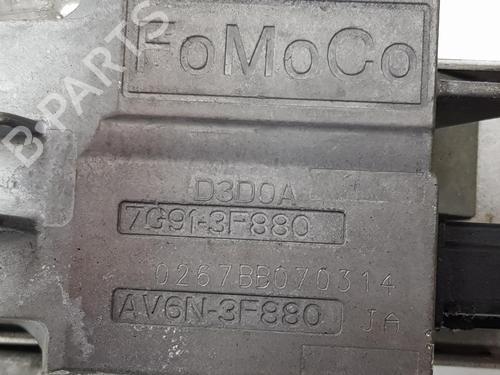 FoMoCo
B-PARTS
D3D0A
7G91-3F880
0267BB070314
AV6N-3F880 JA